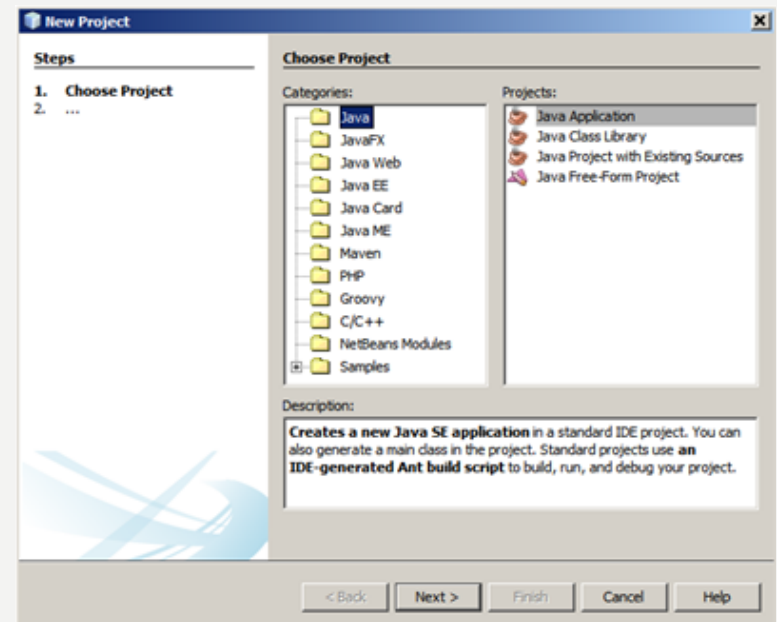 New Project
Steps
1. Choose Project
2. ...
Choose Project
Categories:
Java
JavaFX
Java Web
Java EE
Java Card
Java ME
Maven
PHP
Groovy
C/C++
NetBeans Modules
Samples
Projects:
Java Application
Java Class Library
Java Project with Existing Sources
Java Free-Form Project
Description:
Creates a new Java SE application in a standard IDE project. You can
also generate a main class in the project. Standard projects use an
IDE-generated Ant build script to build, run, and debug your project.
< Back
Next >
Finish
Cancel
Help